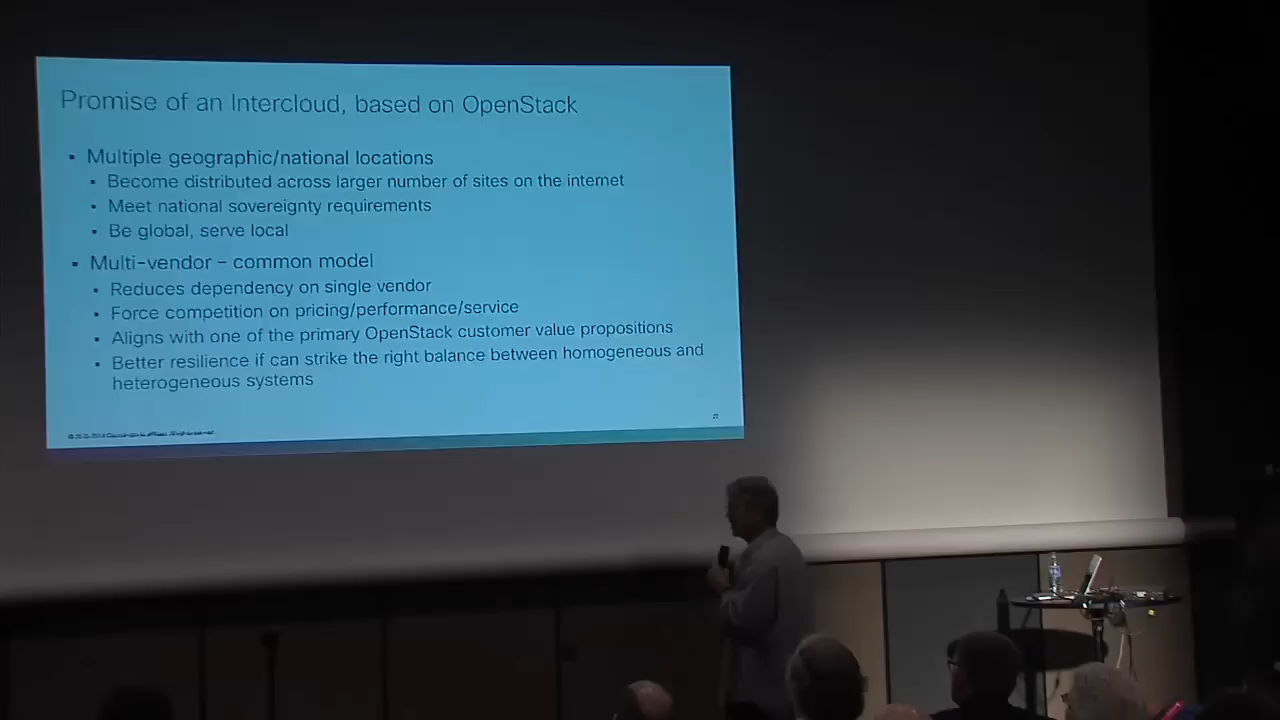 Promise of an Intercloud, based on OpenStack
▪ Multiple geographic/national locations
▪ Become distributed across larger number of sites on the internet
▪ Meet national sovereignty requirements
▪ Be global, serve local
▪ Multi-vendor – common model
▪ Reduces dependency on single vendor
▪ Force competition on pricing/performance/service
▪ Aligns with one of the primary OpenStack customer value propositions
▪ Better resilience if can strike the right balance between homogeneous and
heterogeneous systems